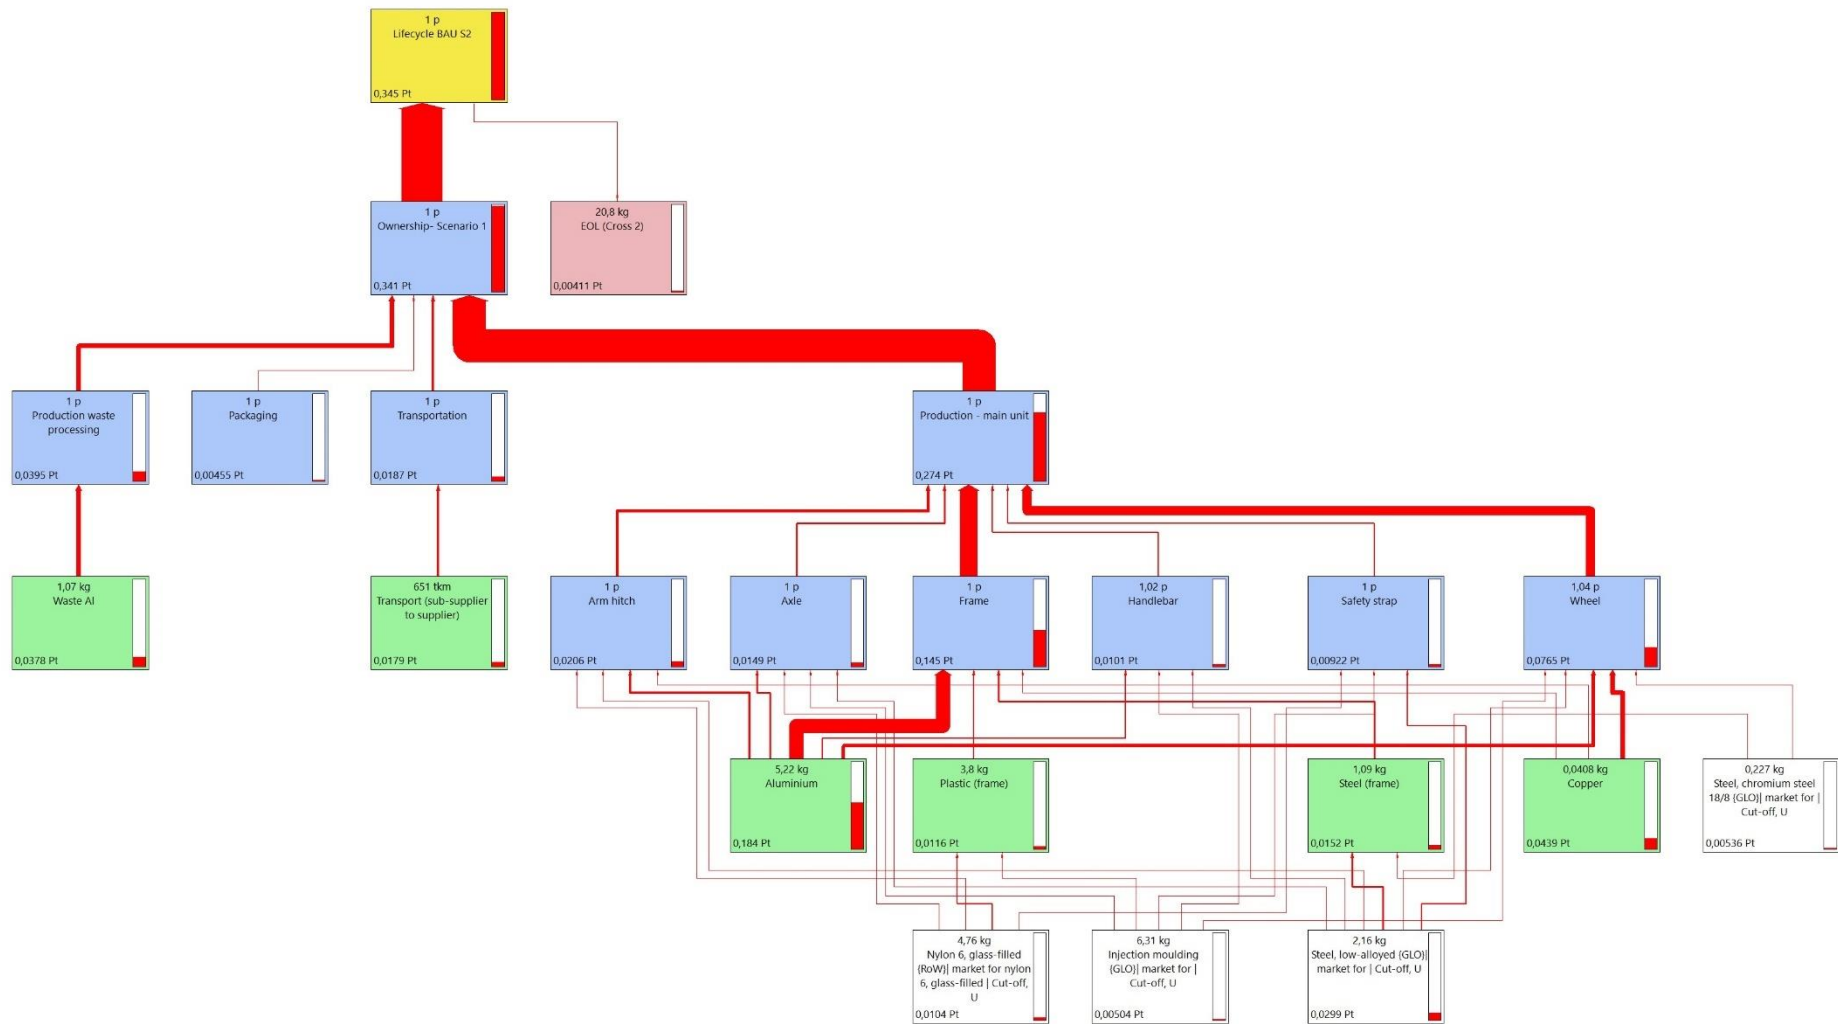 1 p
Lifecycle BAU S2
0,345 Pt
1 p
Ownership- Scenario 1
0,341 Pt
20,8 kg
EOL (Cross 2)
0,00411 Pt
1 p
Production waste
processing
0,0395 Pt
1 p
Packaging
0,00455 Pt
1 p
Transportation
0,0187 Pt
1 p
Production - main unit
0,274 Pt
1,07 kg
Waste Al
0,0378 Pt
651 tkm
Transport (sub-supplier
to supplier)
0,0179 Pt
1 p
Arm hitch
0,0206 Pt
1 p
Axle
0,0149 Pt
1 p
Frame
0,145 Pt
1,02 p
Handlebar
0,0101 Pt
1 p
Safety strap
0,00922 Pt
1,04 p
Wheel
0,0765 Pt
5,22 kg
Aluminium
0,184 Pt
3,8 kg
Plastic (frame)
0,0116 Pt
1,09 kg
Steel (frame)
0,0152 Pt
0,0408 kg
Copper
0,0439 Pt
0,227 kg
Steel, chromium steel
18/8 {GLO}| market for |
Cut-off, U
0,00536 Pt
4,76 kg
Nylon 6, glass-filled
{RoW}| market for nylon
6, glass-filled | Cut-off,
U
0,0104 Pt
6,31 kg
Injection moulding
{GLO}| market for |
Cut-off, U
0,00504 Pt
2,16 kg
Steel, low-alloyed {GLO}|
market for | Cut-off, U
0,0299 Pt